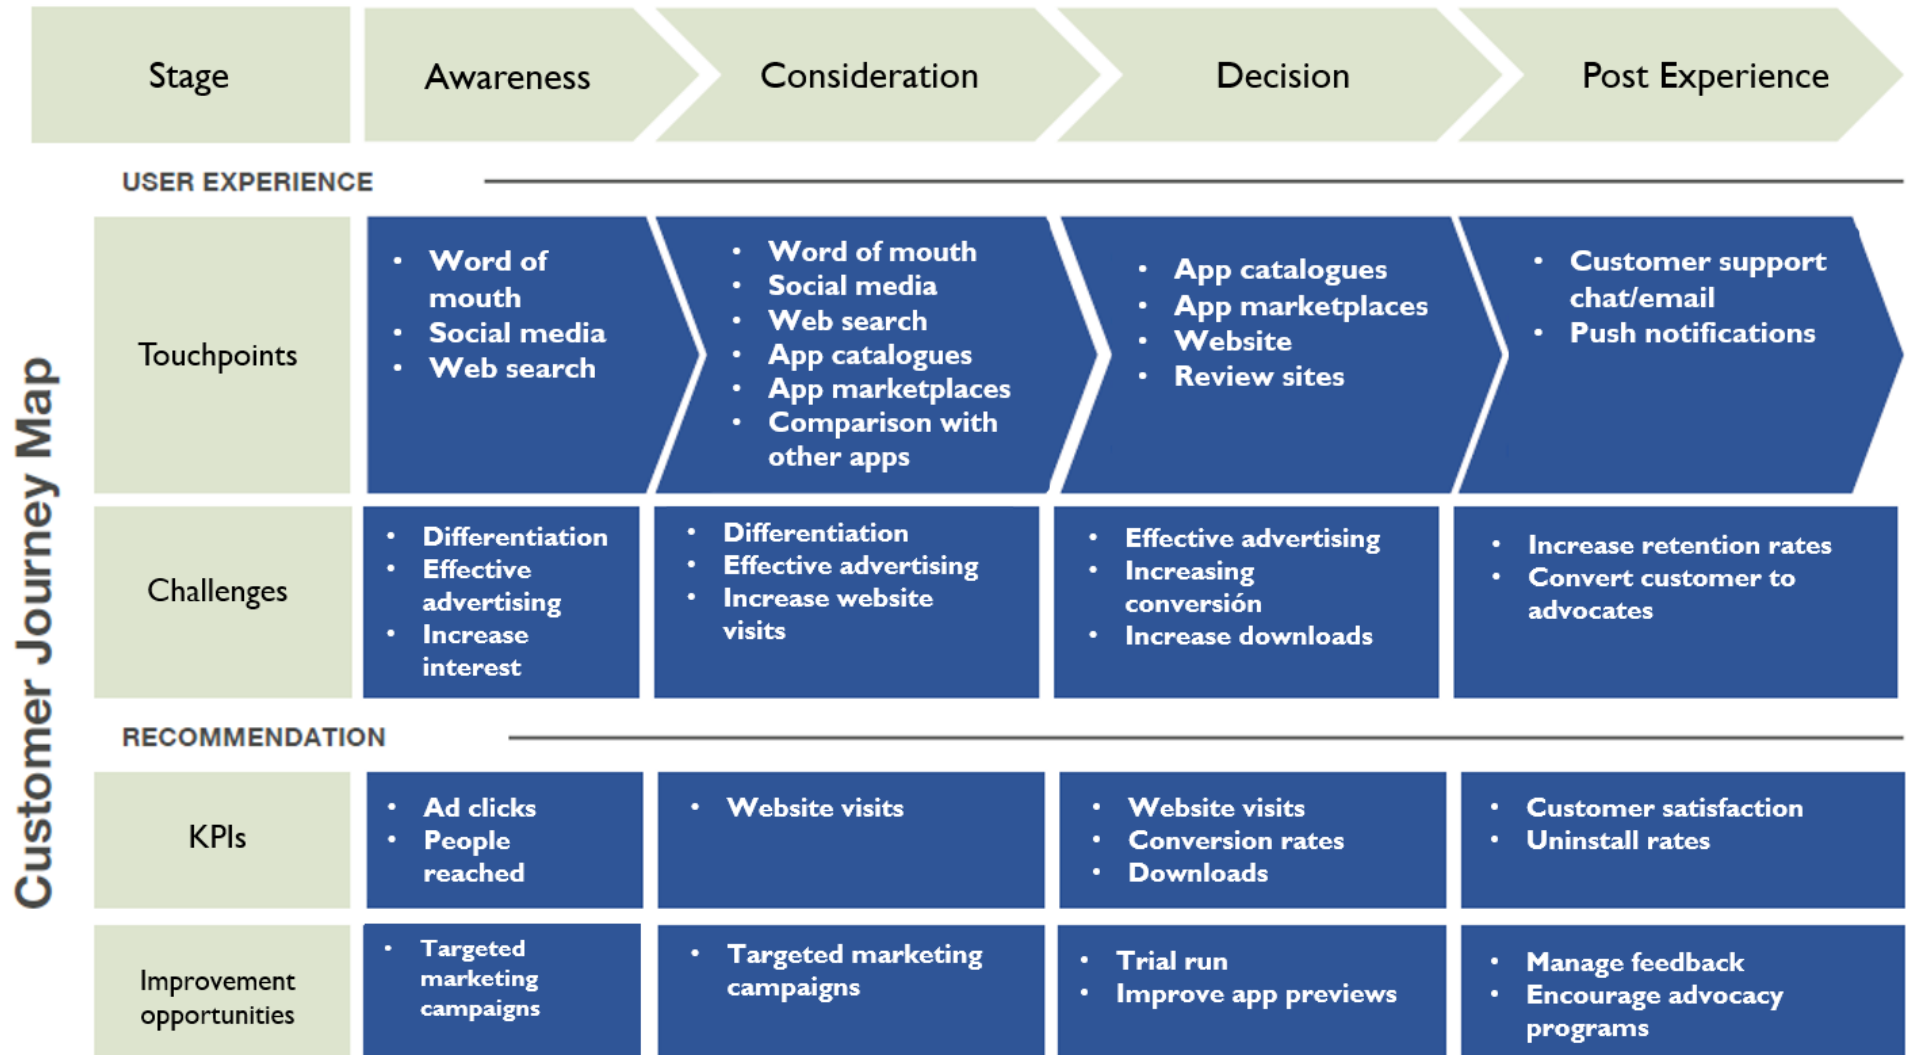 Customer Journey Map
Stage
Awareness
Consideration
Decision
Post Experience
USER EXPERIENCE
Touchpoints
• Word of
mouth
• Social media
• Web search
• Word of mouth
• Social media
• Web search
• App catalogues
• App marketplaces
• Comparison with
other apps
• App catalogues
• App marketplaces
• Website
• Review sites
• Customer support
chat/email
• Push notifications
Challenges
• Differentiation
• Effective
advertising
• Increase
interest
• Differentiation
• Effective advertising
• Increase website
visits
• Effective advertising
• Increasing
conversión
• Increase downloads
• Increase retention rates
• Convert customer to
advocates
RECOMMENDATION
KPIs
• Ad clicks
• People
reached
• Website visits
• Website visits
• Conversion rates
• Downloads
• Customer satisfaction
• Uninstall rates
Improvement
opportunities
• Targeted
marketing
campaigns
• Targeted marketing
campaigns
• Trial run
• Improve app previews
• Manage feedback
• Encourage advocacy
programs